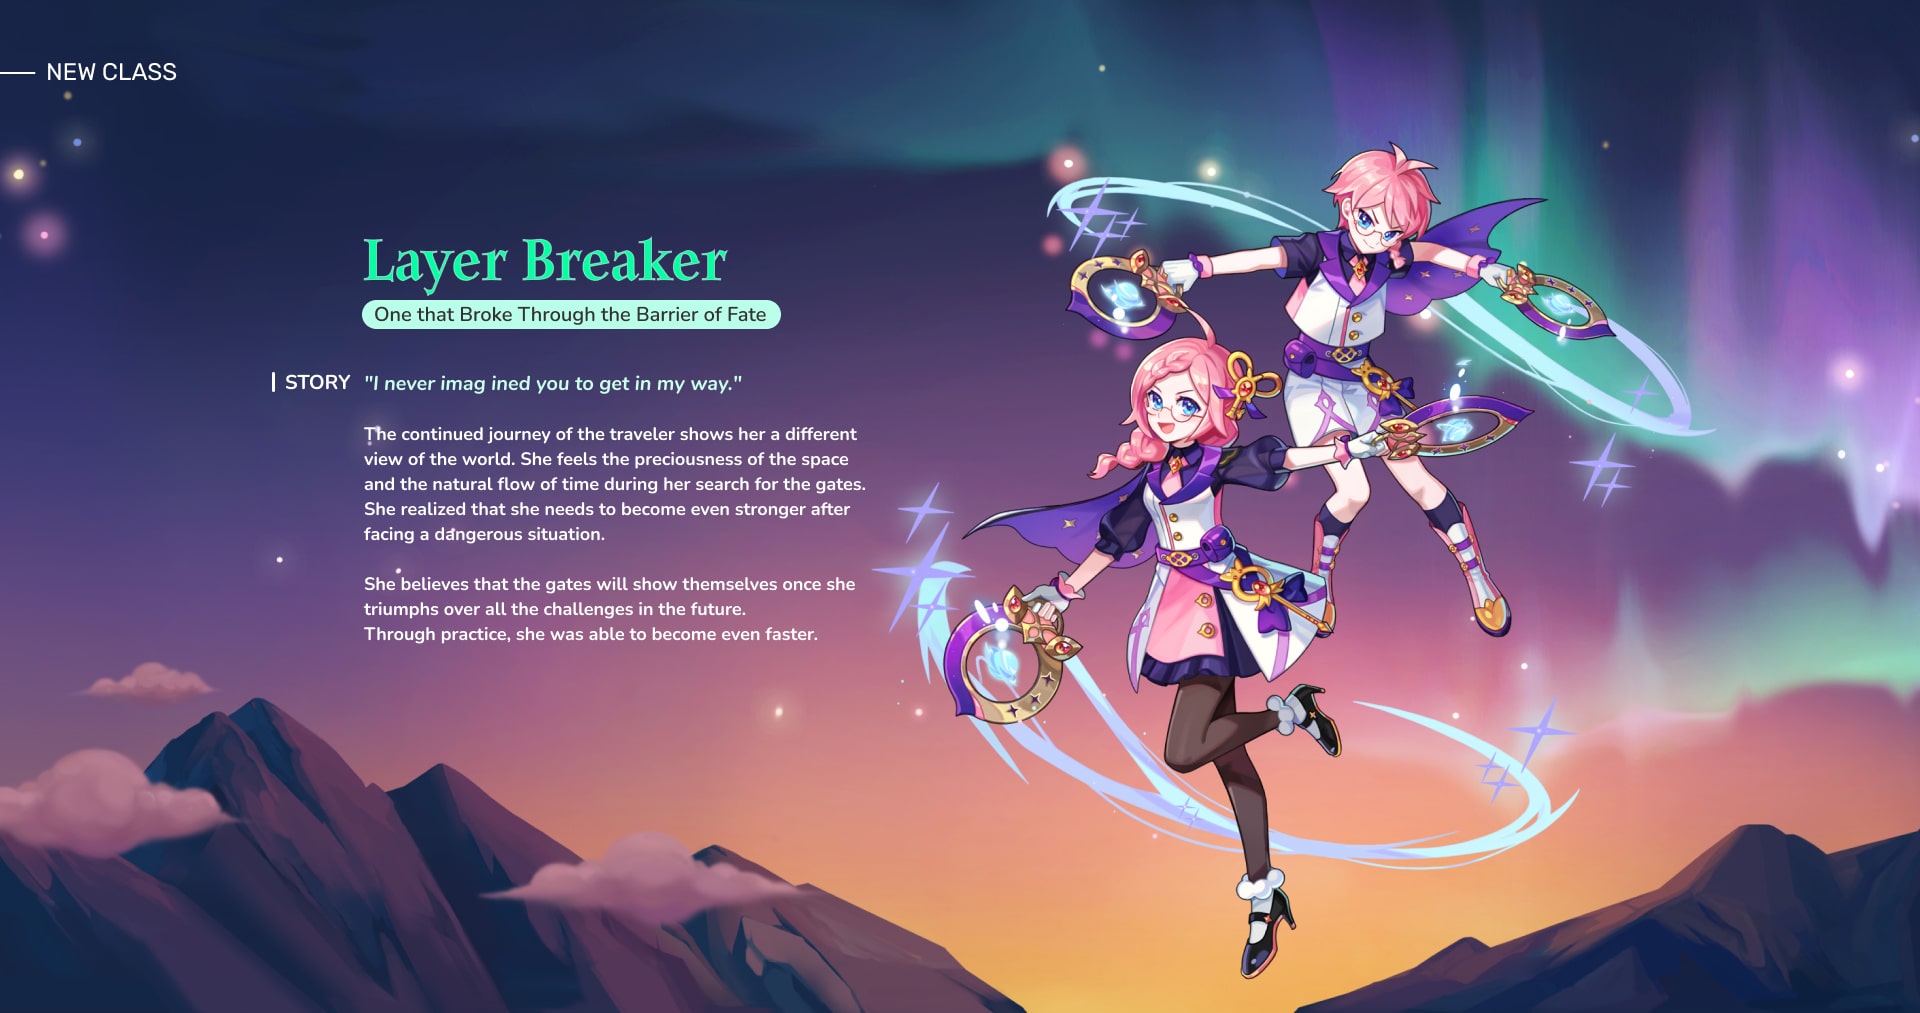 NEW CLASS
Layer Breaker
One that Broke Through the Barrier of Fate
STORY
"I never imag ined you to get in my way."
The continued journey of the traveler shows her a different
view of the world. She feels the preciousness of the space
and the natural flow of time during her search for the gates.
She realized that she needs to become even stronger after
facing a dangerous situation.
She believes that the gates will show themselves once she
triumphs over all the challenges in the future.
Through practice, she was able to become even faster.